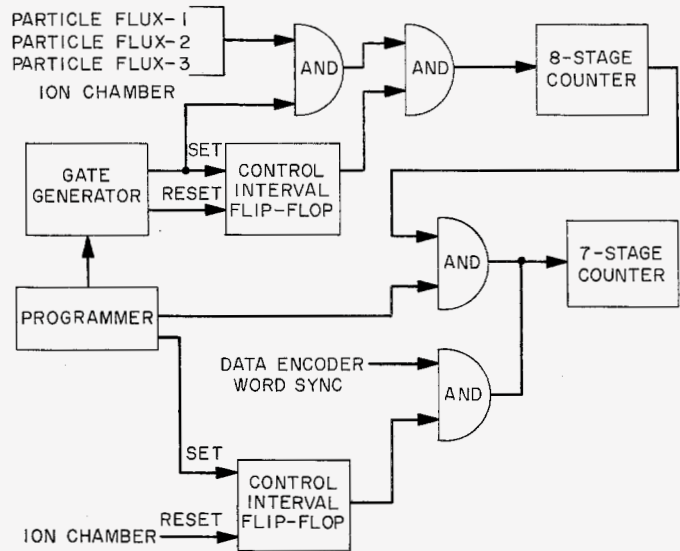 PARTICLE FLUX-1
PARTICLE FLUX-2
PARTICLE FLUX-3
ION CHAMBER
AND
AND
8-STAGE
COUNTER
GATE
GENERATOR
SET
RESET
CONTROL
INTERVAL
FLIP-FLOP
AND
7-STAGE
COUNTER
PROGRAMMER
DATA ENCODER
WORD SYNC
AND
SET
CONTROL
INTERVAL
FLIP-FLOP
ION CHAMBER
RESET